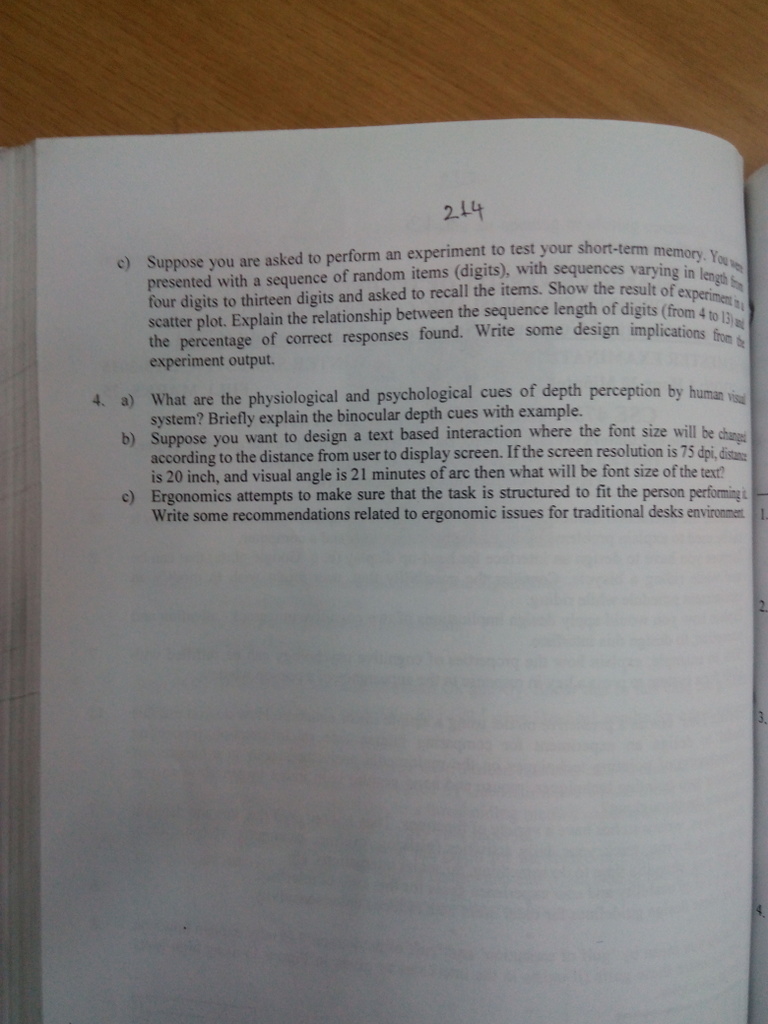 214
c) Suppose you are asked to perform an experiment to test your short-term memory. You were
presented with a sequence of random items (digits), with sequences varying in length from
four digits to thirteen digits and asked to recall the items. Show the result of experiment in a
scatter plot. Explain the relationship between the sequence length of digits (from 4 to 13) and
the percentage of correct responses found. Write some design implications from the
experiment output.
4. a) What are the physiological and psychological cues of depth perception by human visual
system? Briefly explain the binocular depth cues with example.
b) Suppose you want to design a text based interaction where the font size will be changed
according to the distance from user to display screen. If the screen resolution is 75 dpi, distance
is 20 inch, and visual angle is 21 minutes of arc then what will be font size of the text?
c) Ergonomics attempts to make sure that the task is structured to fit the person performing it.
Write some recommendations related to ergonomic issues for traditional desks environment.
1.
2.
3.
4.